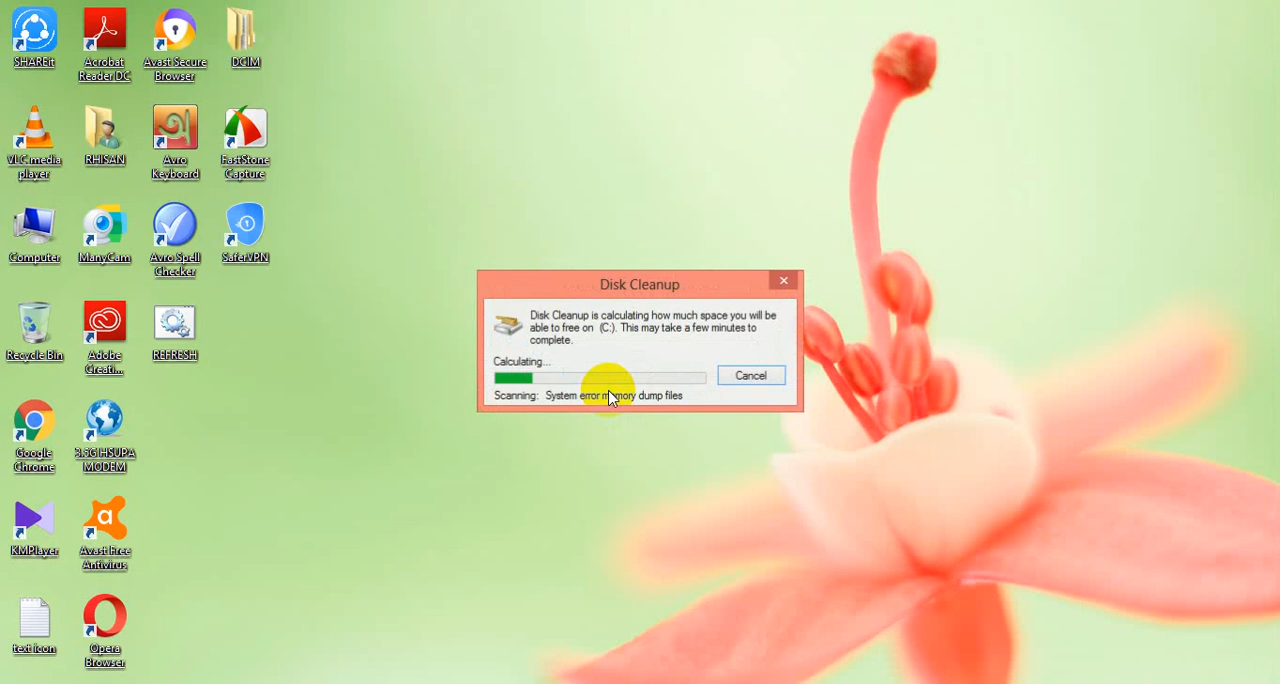 SHAREit
Acrobat
Reader DC
Avast Secure
Browser
DCIM
VLC media
player
RHISAN
Avro
Keyboard
FastStone
Capture
Computer
ManyCam
Avro Spell
Checker
SaferVPN
Recycle Bin
Adobe
Creati...
REFRESH
Google
Chrome
3.5G HSUPA
MODEM
KMPlayer
Avast Free
Antivirus
text icon
Opera
Browser
Disk Cleanup
Disk Cleanup is calculating how much space you will be
able to free on (C:). This may take a few minutes to
complete.
Calculating...
Cancel
Scanning: System error memory dump files